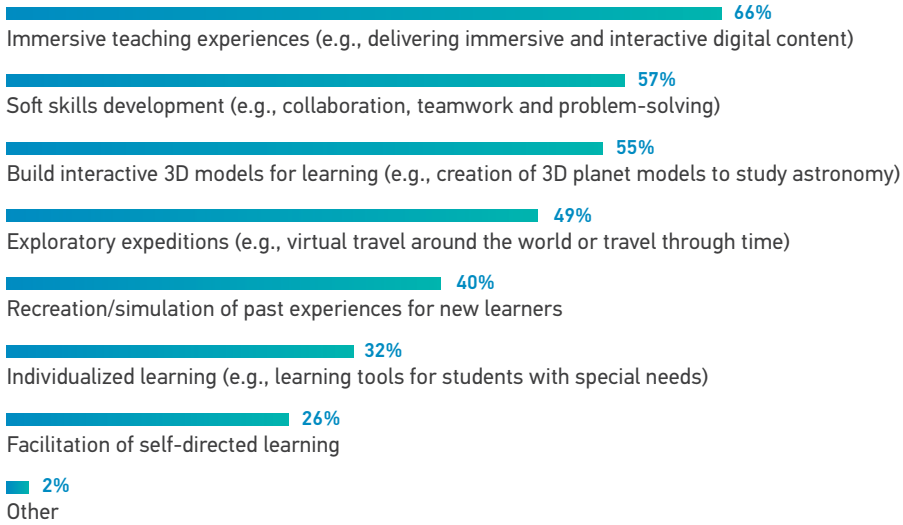 66%
Immersive teaching experiences (e.g., delivering immersive and interactive digital content)
57%
Soft skills development (e.g., collaboration, teamwork and problem-solving)
55%
Build interactive 3D models for learning (e.g., creation of 3D planet models to study astronomy)
49%
Exploratory expeditions (e.g., virtual travel around the world or travel through time)
40%
Recreation/simulation of past experiences for new learners
32%
Individualized learning (e.g., learning tools for students with special needs)
26%
Facilitation of self-directed learning
2%
Other